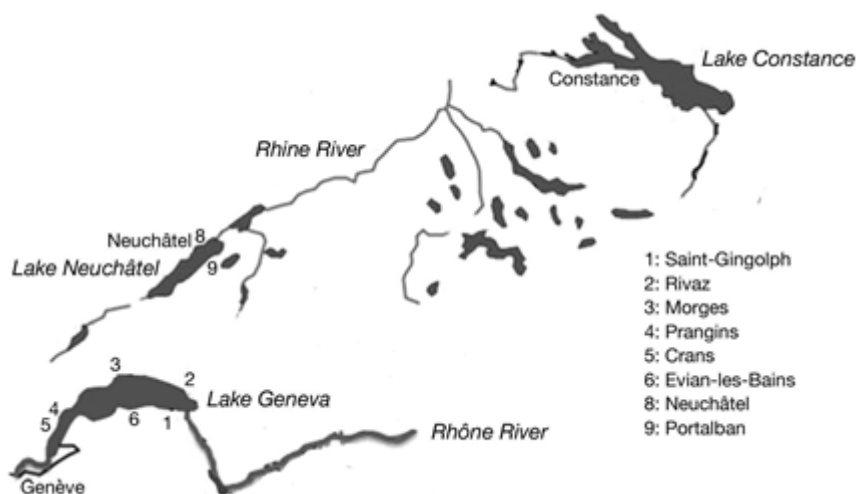 Lake Constance
Constance
Rhine River
Neuchâtel 8
Lake Neuchâtel
9
1: Saint-Gingolph
2: Rivaz
3: Morges
4: Prangins
5: Crans
6: Evian-les-Bains
8: Neuchâtel
9: Portalban
3
2
4
Lake Geneva
5
6
1
Rhône River
Genève